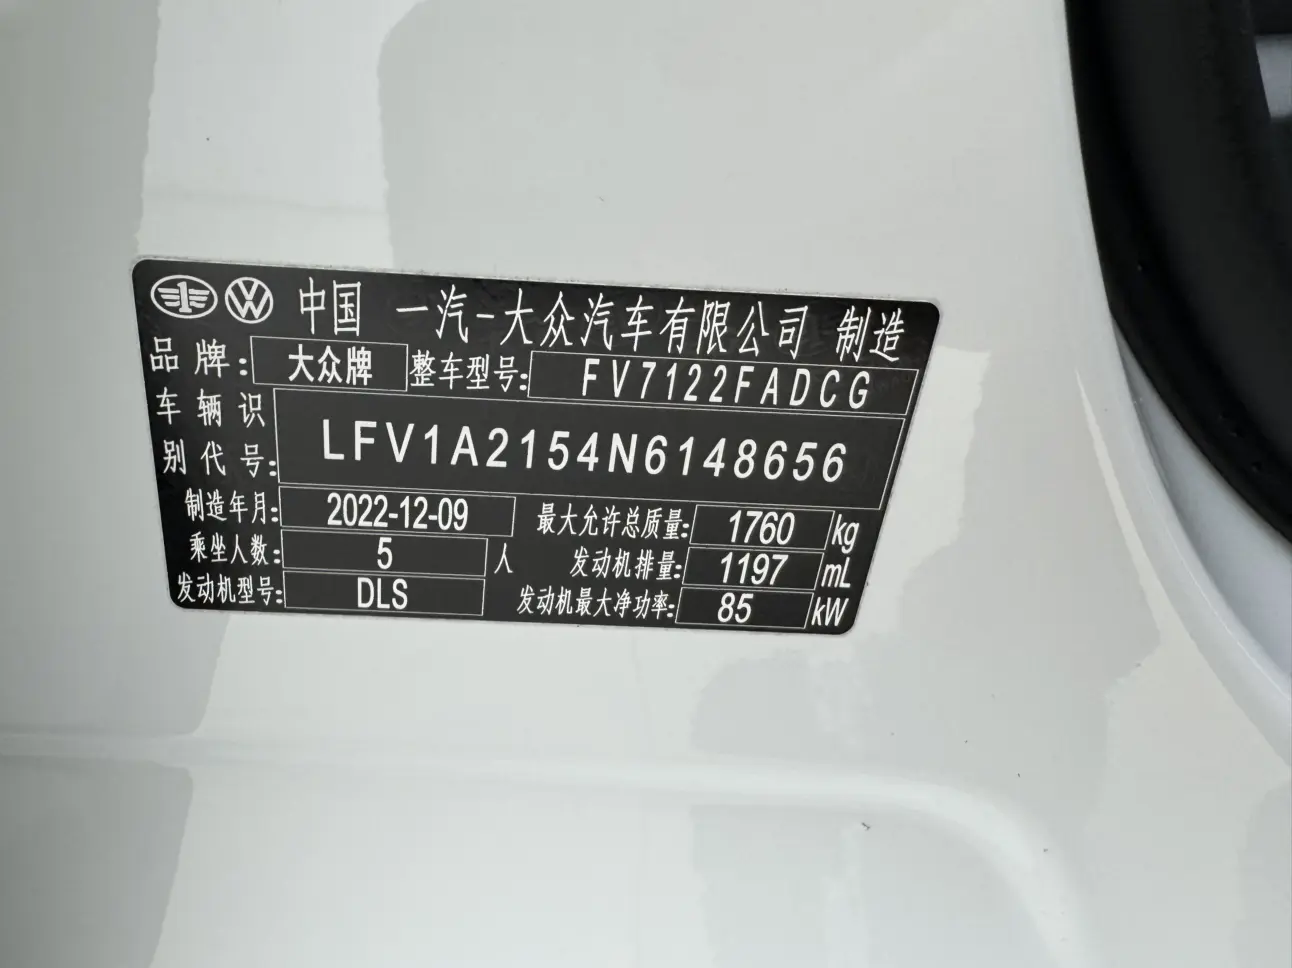 中国 一汽-大众汽车有限公司 制造
品牌: 大众牌 整车型号: FV7122FADCG
车辆识别代号: LFV1A2154N6148656
制造年月: 2022-12-09 最大允许总质量: 1760 kg
乘坐人数: 5 人 发动机排量: 1197 mL
发动机型号: DLS 发动机最大净功率: 85 kW